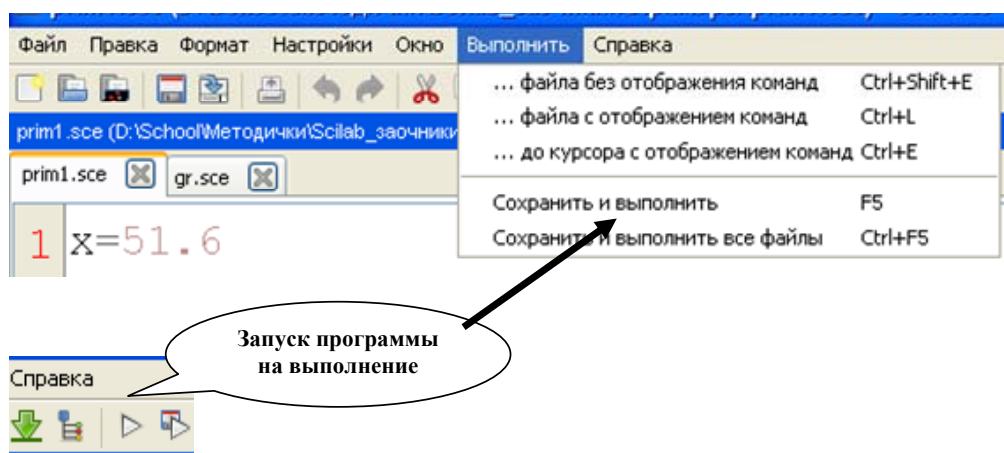 Файл Правка Формат Настройки Окно Выполнить Справка
... файла без отображения команд Ctrl+Shift+E
... файла с отображением команд Ctrl+L
... до курсора с отображением команд Ctrl+E
Сохранить и выполнить F5
Сохранить и выполнить все файлы Ctrl+F5
prim1.sce (D:\School\Методички\Scilab_заочники
prim1.sce gr.sce
1 x=51.6
Запуск программы
на выполнение
Справка